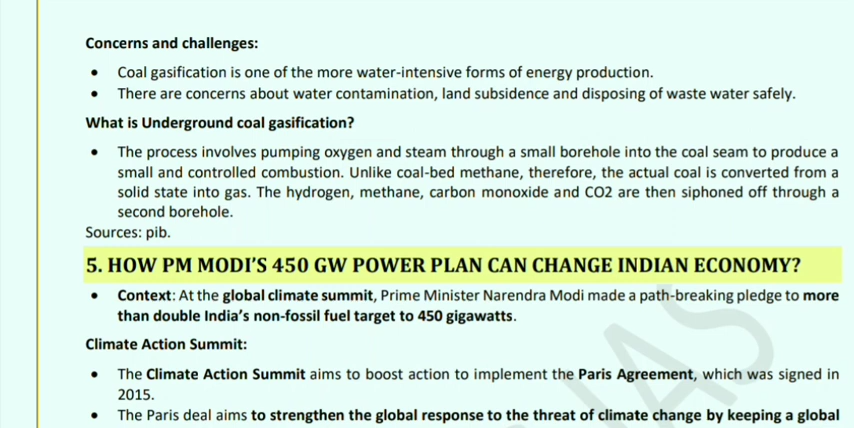 Concerns and challenges:
• Coal gasification is one of the more water-intensive forms of energy production.
• There are concerns about water contamination, land subsidence and disposing of waste water safely.
What is Underground coal gasification?
• The process involves pumping oxygen and steam through a small borehole into the coal seam to produce a
small and controlled combustion. Unlike coal-bed methane, therefore, the actual coal is converted from a
solid state into gas. The hydrogen, methane, carbon monoxide and CO2 are then siphoned off through a
second borehole.
Sources: pib.
5. HOW PM MODI'S 450 GW POWER PLAN CAN CHANGE INDIAN ECONOMY?
• Context: At the global climate summit, Prime Minister Narendra Modi made a path-breaking pledge to more
than double India's non-fossil fuel target to 450 gigawatts.
Climate Action Summit:
• The Climate Action Summit aims to boost action to implement the Paris Agreement, which was signed in
2015.
• The Paris deal aims to strengthen the global response to the threat of climate change by keeping a global
IAS